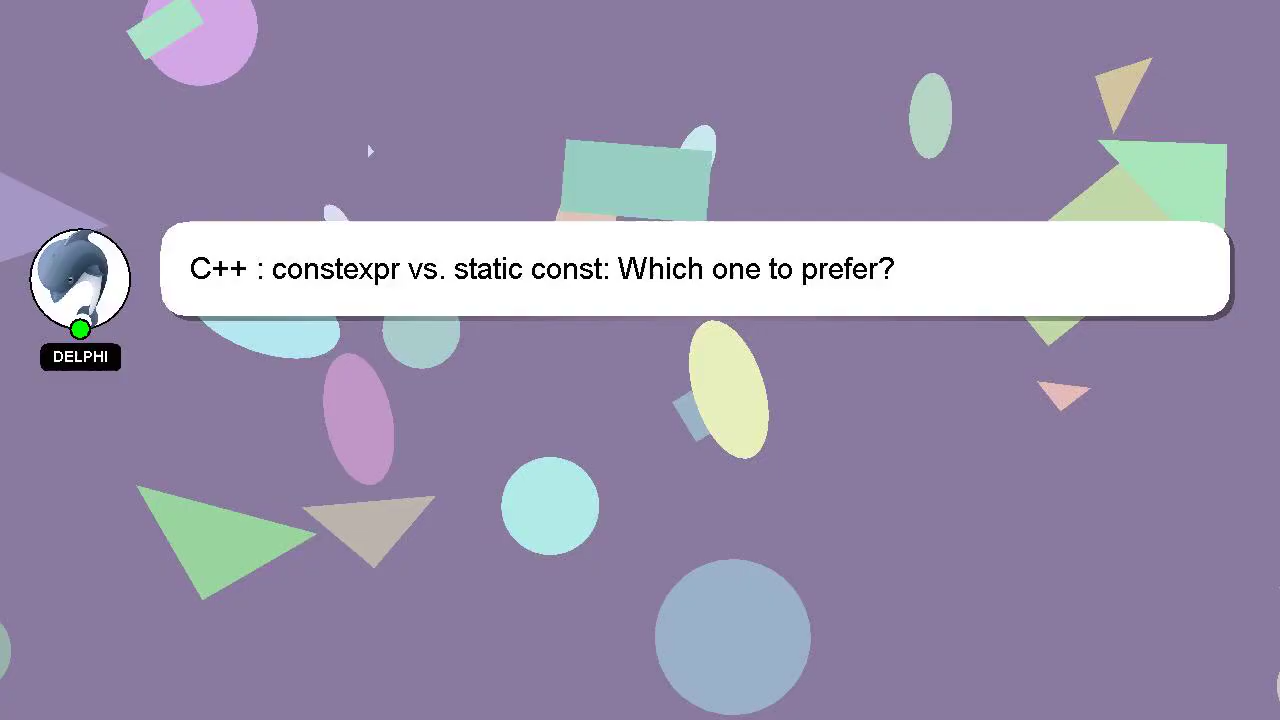 C++ : constexpr vs. static const: Which one to prefer?
DELPHI